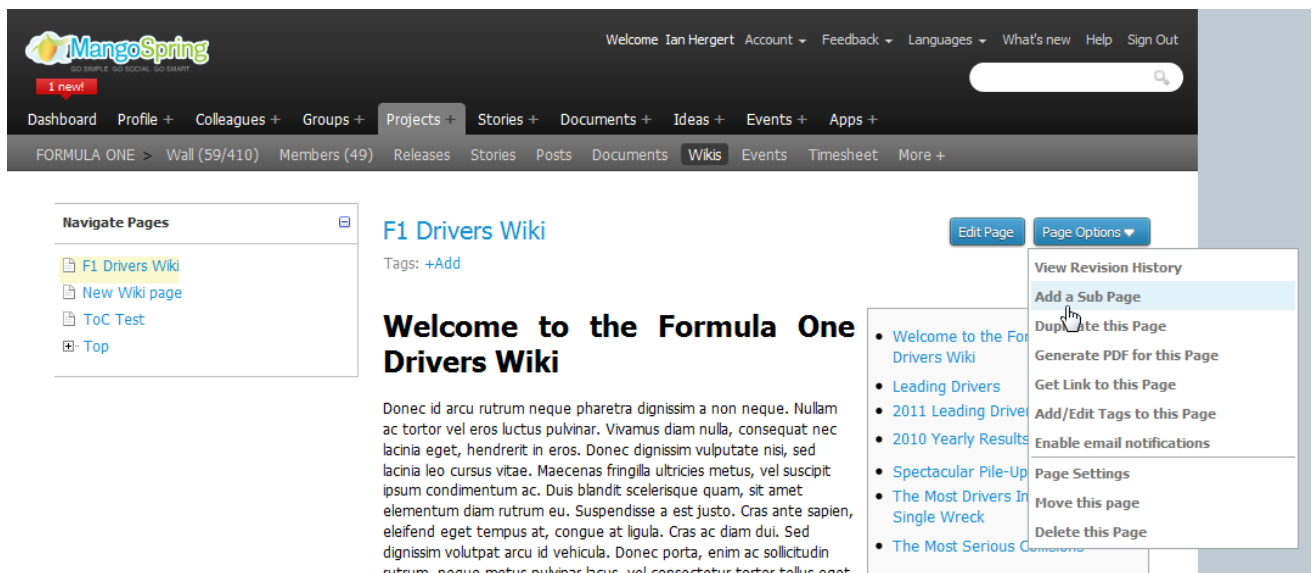 MangoSpring
GO SIMPLE. GO SOCIAL. GO SMART.
Welcome Ian Hergert Account Feedback Languages What's new Help Sign Out
1 new!
Dashboard Profile + Colleagues + Groups + Projects + Stories + Documents + Ideas + Events + Apps +
FORMULA ONE > Wall (59/410) Members (49) Releases Stories Posts Documents Wikis Events Timesheet More +
Navigate Pages
F1 Drivers Wiki
New Wiki page
ToC Test
Top
F1 Drivers Wiki
Tags: +Add
Edit Page
Page Options
View Revision History
Add a Sub Page
Duplicate this Page
Generate PDF for this Page
Get Link to this Page
Add/Edit Tags to this Page
Enable email notifications
Page Settings
Move this page
Delete this Page
Welcome to the Formula One
Drivers Wiki
Donec id arcu rutrum neque pharetra dignissim a non neque. Nullam
ac tortor vel eros luctus pulvinar. Vivamus diam nulla, consequat nec
lacinia eget, hendrerit in eros. Donec dignissim vulputate nisi, sed
lacinia leo cursus vitae. Maecenas fringilla ultricies metus, vel suscipit
ipsum condimentum ac. Duis blandit scelerisque quam, sit amet
elementum diam rutrum eu. Suspendisse a est justo. Cras ante sapien,
eleifend eget tempus at, congue at ligula. Cras ac diam dui. Sed
dignissim volutpat arcu id vehicula. Donec porta, enim ac sollicitudin
rutrum, neque metus pulvinar lacus, vel consectetur tortor tellus eget
Welcome to the For
Drivers Wiki
Leading Drivers
2011 Leading Driver
2010 Yearly Results
Spectacular Pile-Up
The Most Drivers In
Single Wreck
The Most Serious Collisions